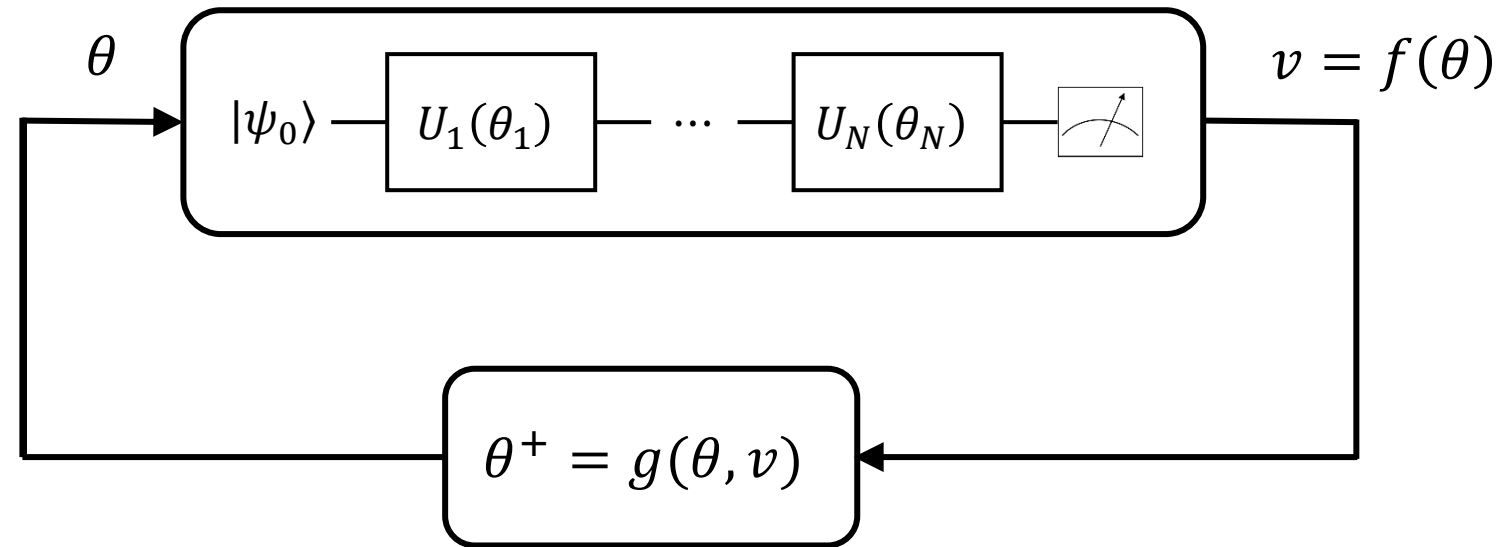 θ
v = f(θ)
|ψ₀⟩ U₁(θ₁) ... U_N(θ_N)
θ⁺ = g(θ, v)